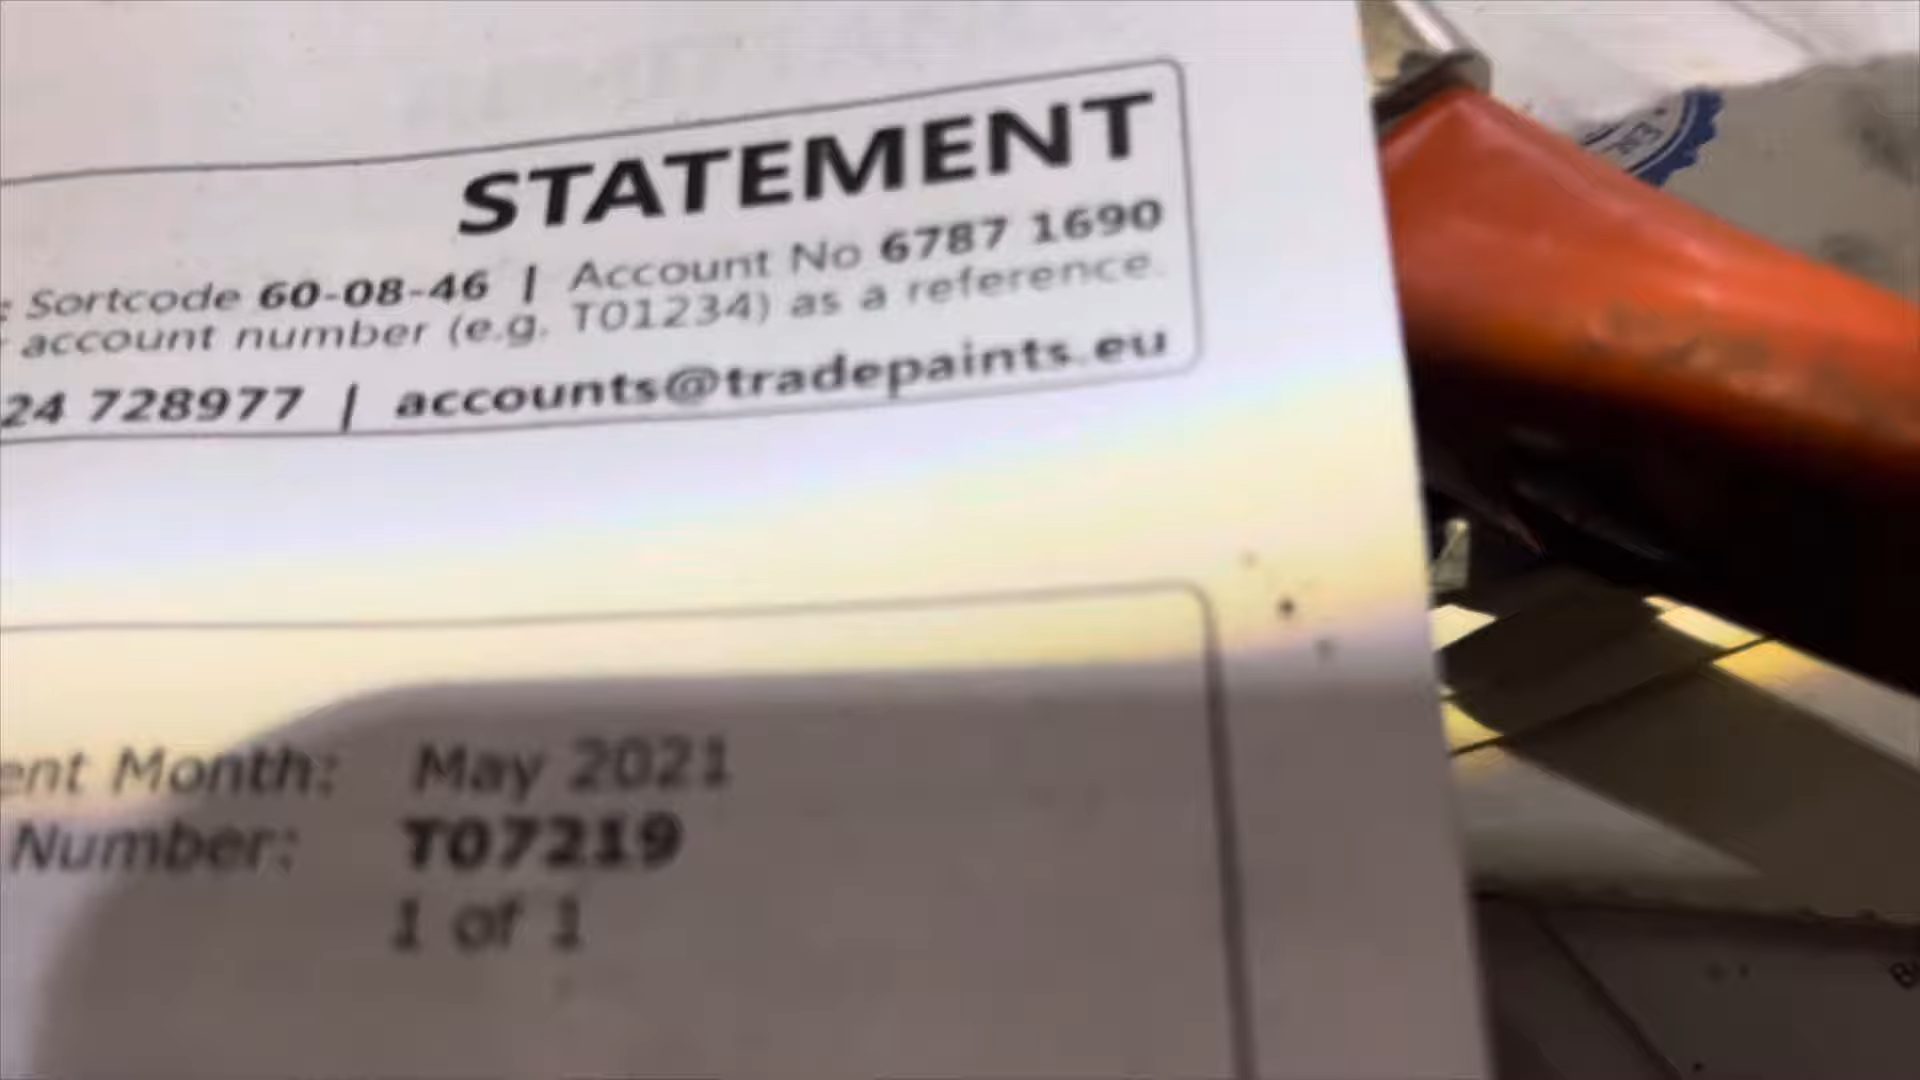 STATEMENT
: Sortcode 60-08-46 | Account No 6787 1690
account number (e.g. T01234) as a reference.
24 728977 | accounts@tradepaints.eu
ent Month: May 2021
Number: T07219
1 of 1